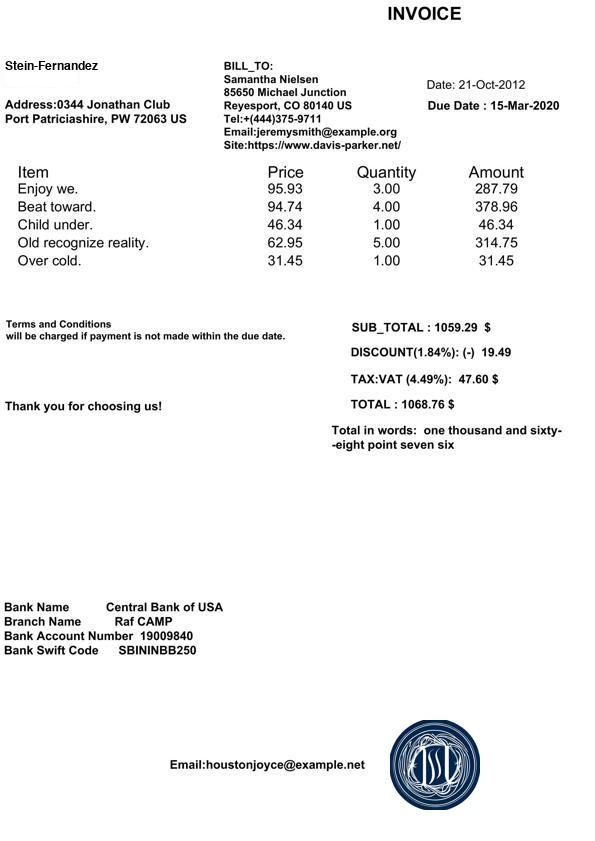 INVOICE
Stein-Fernandez
Address:0344 Jonathan Club
Port Patriciashire, PW 72063 US
BILL_TO:
Samantha Nielsen
85650 Michael Junction
Reyesport, CO 80140 US
Tel:+(444)375-9711
Email:jeremysmith@example.org
Site:https://www.davis-parker.net/
Date: 21-Oct-2012
Due Date : 15-Mar-2020
Item Price Quantity Amount
Enjoy we. 95.93 3.00 287.79
Beat toward. 94.74 4.00 378.96
Child under. 46.34 1.00 46.34
Old recognize reality. 62.95 5.00 314.75
Over cold. 31.45 1.00 31.45
Terms and Conditions
will be charged if payment is not made within the due date.
SUB_TOTAL : 1059.29 $
DISCOUNT(1.84%): (-) 19.49
TAX:VAT (4.49%): 47.60 $
TOTAL : 1068.76 $
Thank you for choosing us!
Total in words: one thousand and sixty-
-eight point seven six
Bank Name Central Bank of USA
Branch Name Raf CAMP
Bank Account Number 19009840
Bank Swift Code SBININBB250
Email:houstonjoyce@example.net